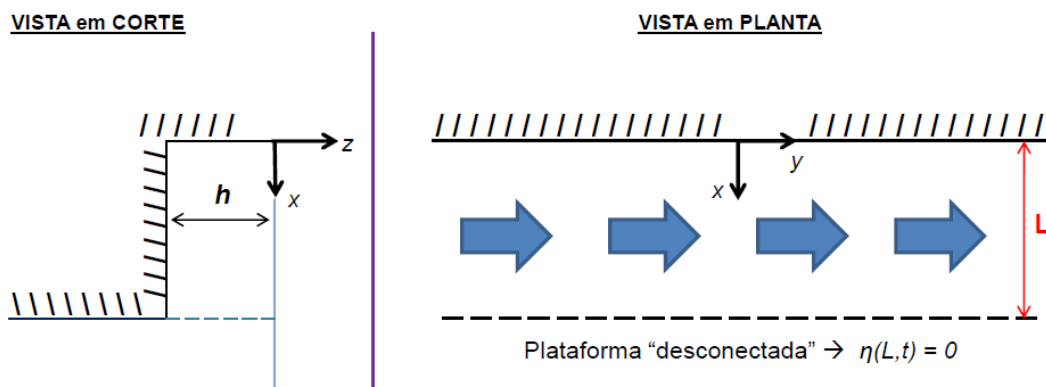 VISTA em CORTE
VISTA em PLANTA
z
h
x
y
x
L
Plataforma “desconectada” → η(L,t) = 0